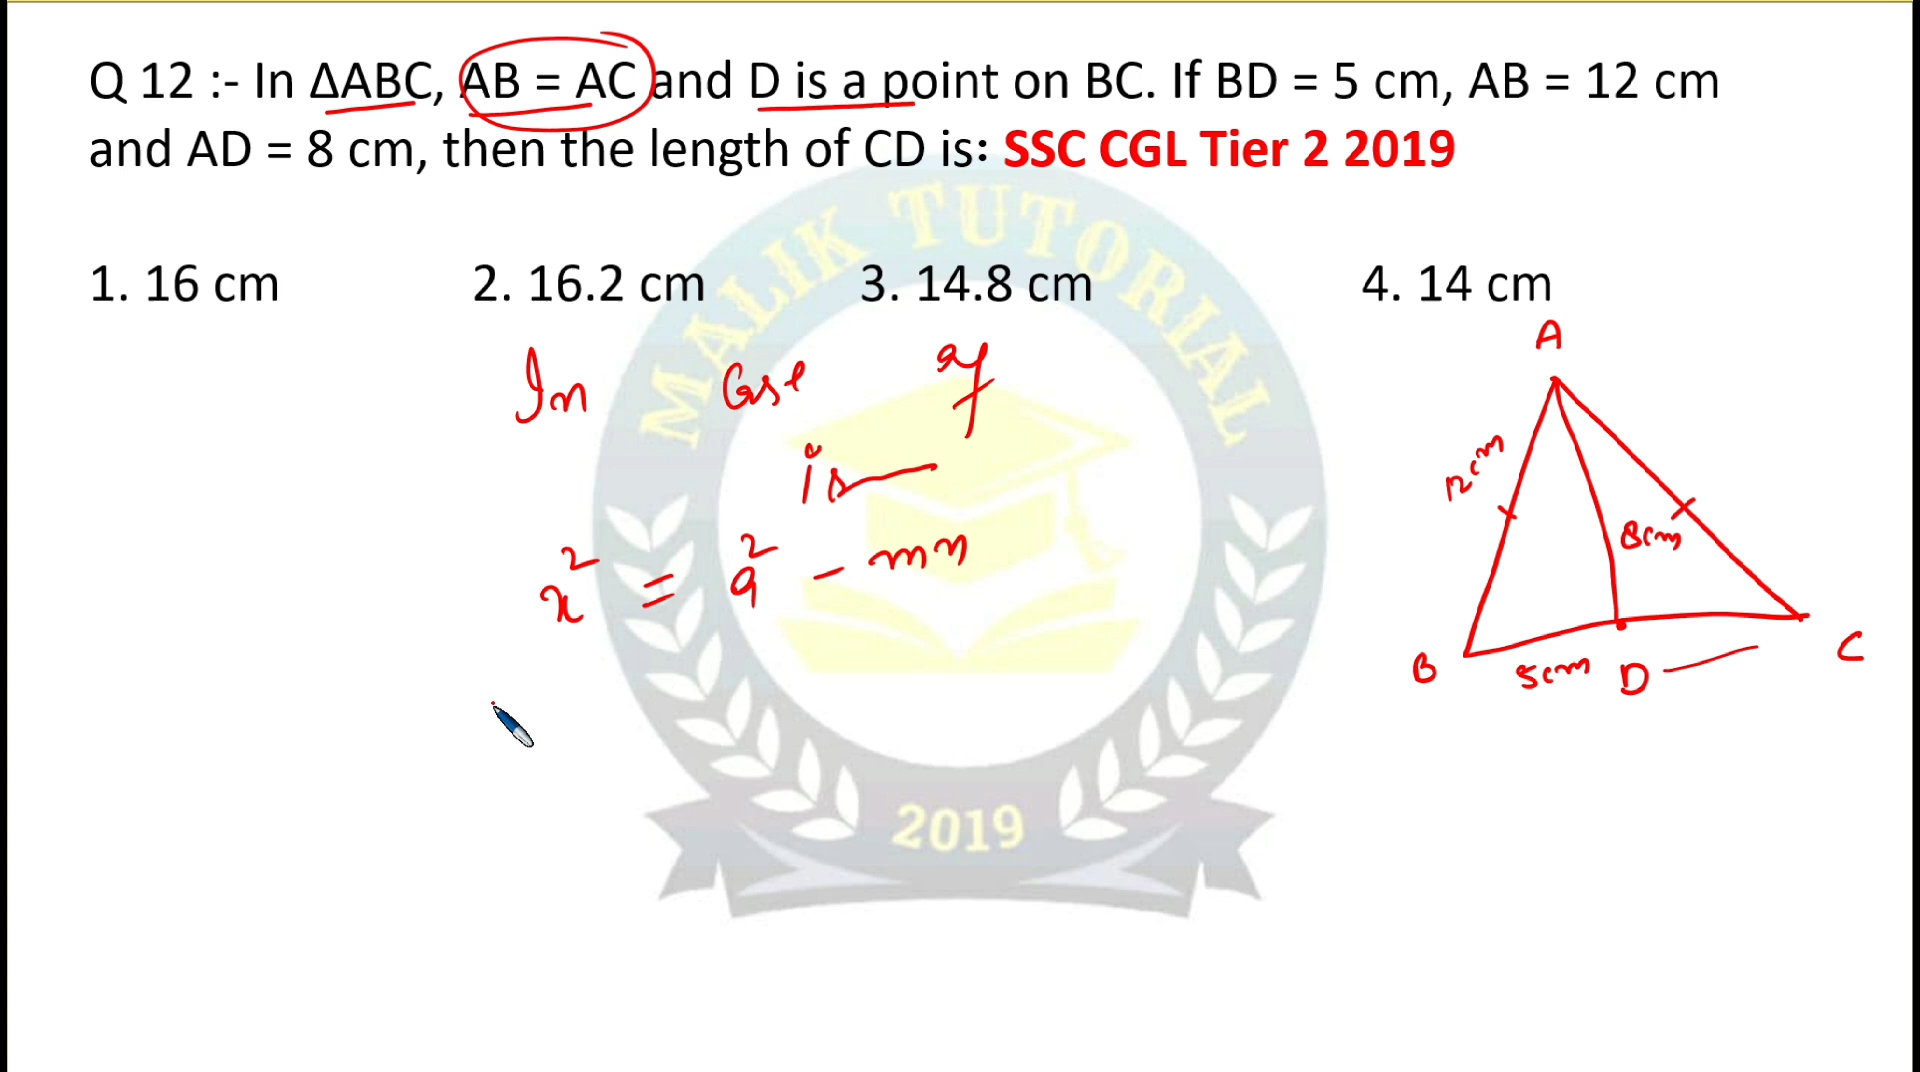 Q 12 :- In ΔABC, AB = AC and D is a point on BC. If BD = 5 cm, AB = 12 cm
and AD = 8 cm, then the length of CD is: SSC CGL Tier 2 2019
1. 16 cm 2. 16.2 cm 3. 14.8 cm 4. 14 cm
MALIK TUTORIAL
In Case of
is
x² = a² - mn
A
12cm
8cm
B 5cm D C
2019